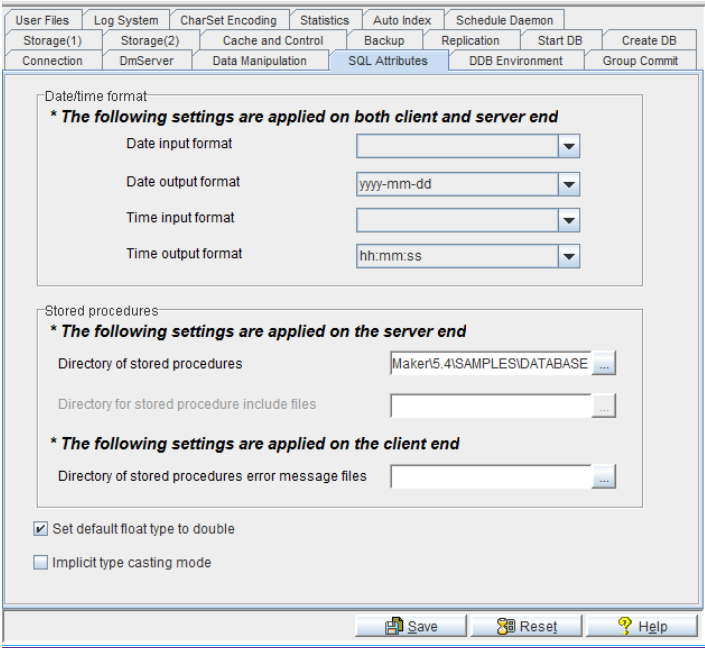 User Files Log System CharSet Encoding Statistics Auto Index Schedule Daemon
Storage(1) Storage(2) Cache and Control Backup Replication Start DB Create DB
Connection DmServer Data Manipulation SQL Attributes DDB Environment Group Commit
Date/time format
* The following settings are applied on both client and server end
Date input format
Date output format yyyy-mm-dd
Time input format
Time output format hh:mm:ss
Stored procedures
* The following settings are applied on the server end
Directory of stored procedures Maker\5.4\SAMPLES\DATABASE ...
Directory for stored procedure include files ...
* The following settings are applied on the client end
Directory of stored procedures error message files ...
Set default float type to double
Implicit type casting mode
Save Reset Help